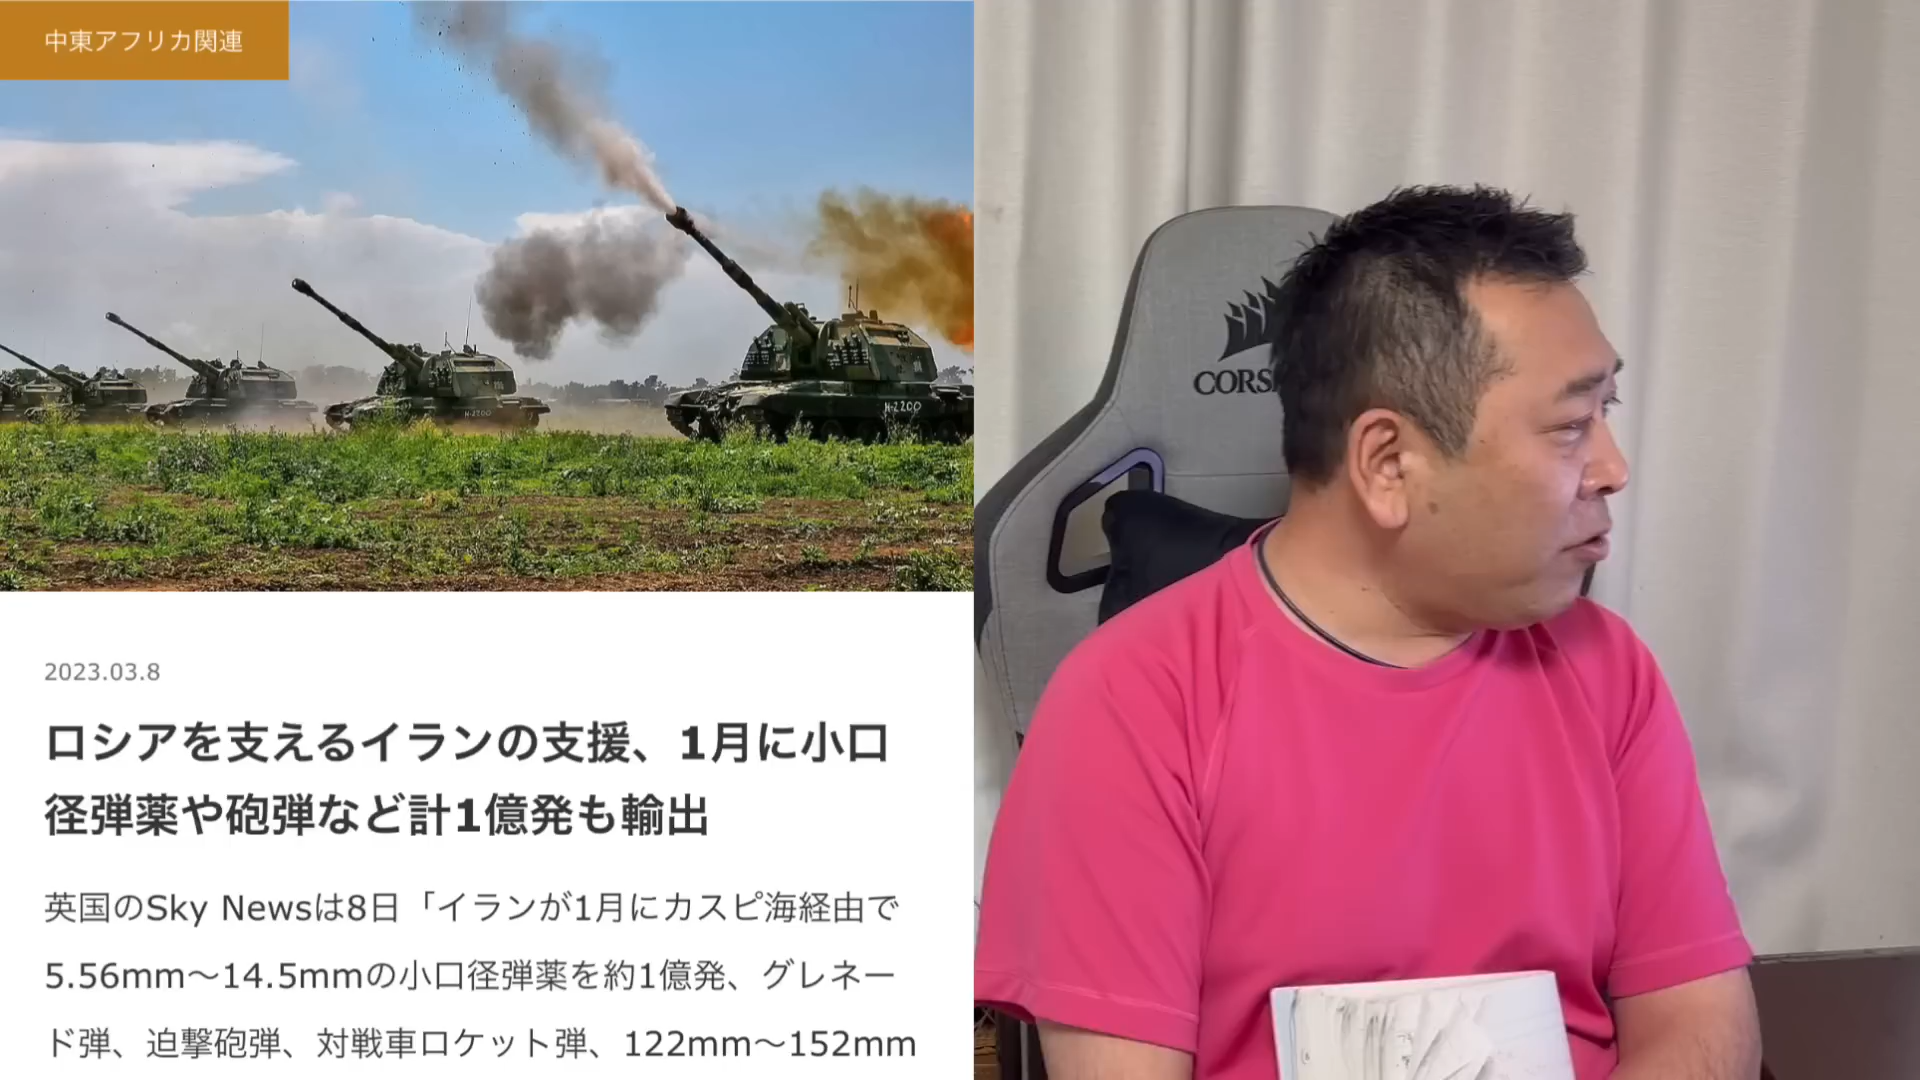 中東アフリカ関連
2023.03.8
ロシアを支えるイランの支援、1月に小口
径弾薬や砲弾など計1億発も輸出
英国のSky Newsは8日「イランが1月にカスピ海経由で
5.56mm〜14.5mmの小口径弾薬を約1億発、グレネー
ド弾、迫撃砲弾、対戦車ロケット弾、122mm〜152mm
CORS
H-2200
H-2200